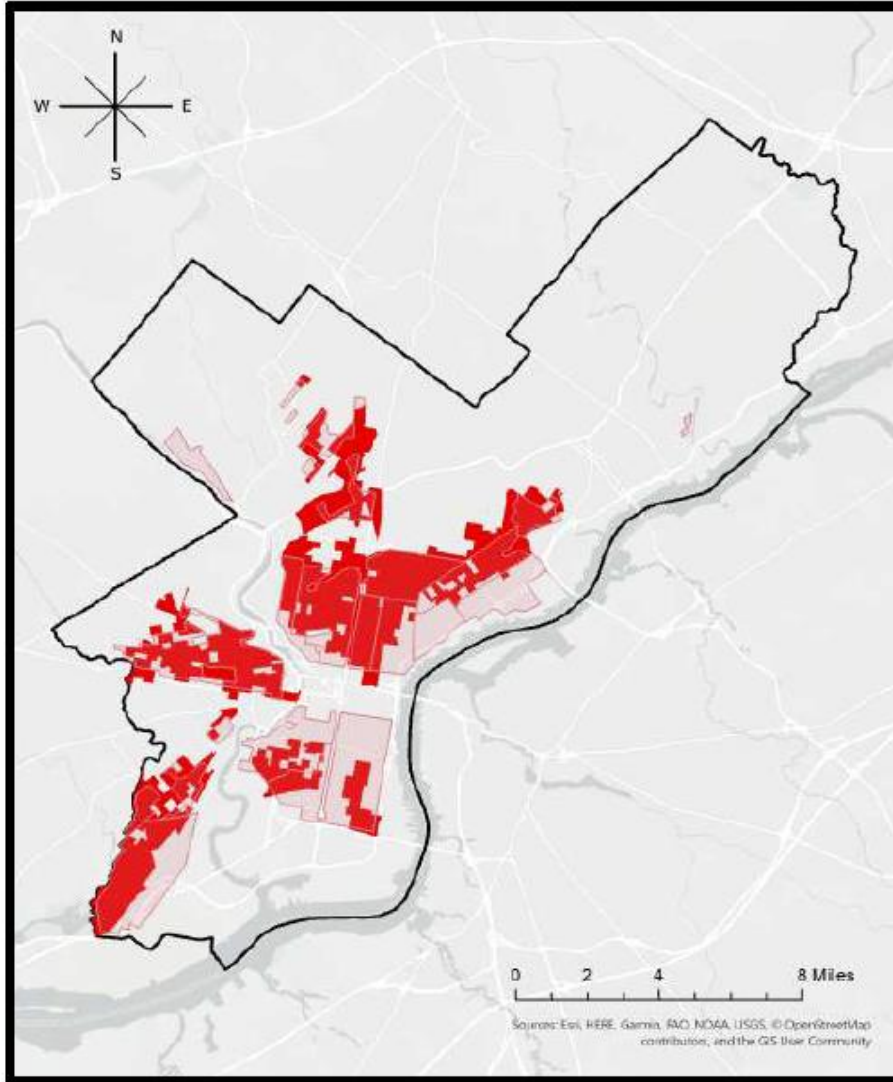 N
W E
S
0 2 4 8 Miles
Sources: Esri, HERE, Garmin, FAO, NOAA, USGS, © OpenStreetMap
contributors, and the GIS User Community